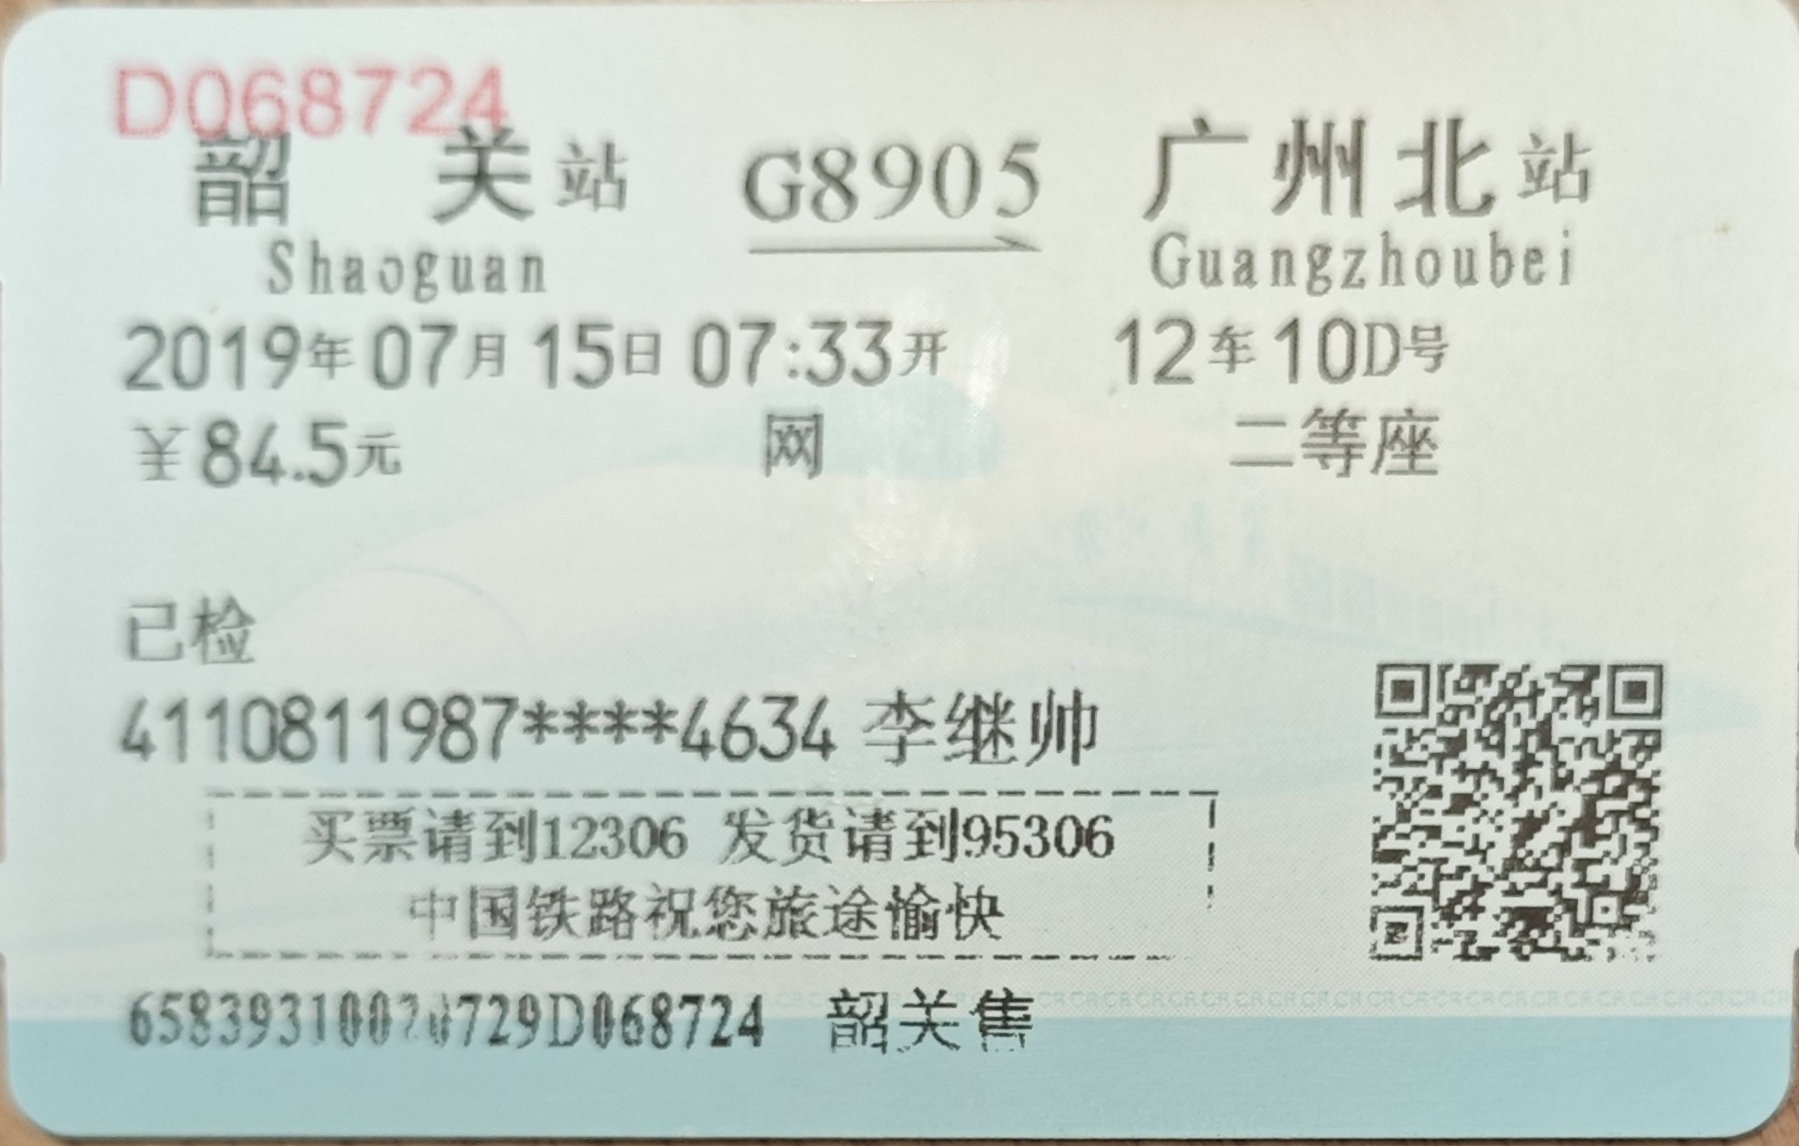 D068724
韶关站 G8905 广州北站
Shaoguan Guangzhoubei
2019年07月15日 07:33开 12车10D号
¥84.5元 网 二等座
已检
4110811987****4634 李继帅
买票请到12306 发货请到95306
中国铁路祝您旅途愉快
65839310020729D068724 韶关售